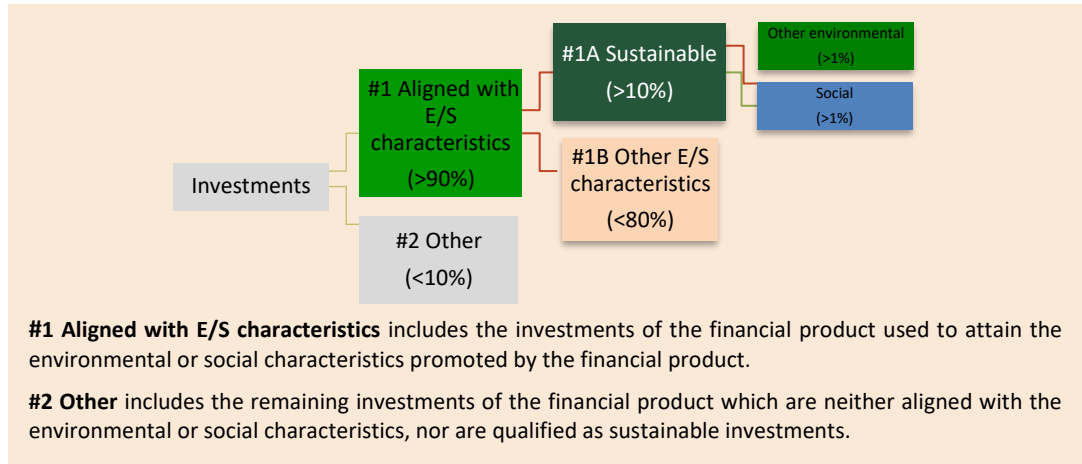 Investments
#1 Aligned with
E/S
characteristics
(>90%)
#2 Other
(<10%)
#1A Sustainable
(>10%)
#1B Other E/S
characteristics
(<80%)
Other environmental
(>1%)
Social
(>1%)
#1 Aligned with E/S characteristics includes the investments of the financial product used to attain the
environmental or social characteristics promoted by the financial product.
#2 Other includes the remaining investments of the financial product which are neither aligned with the
environmental or social characteristics, nor are qualified as sustainable investments.